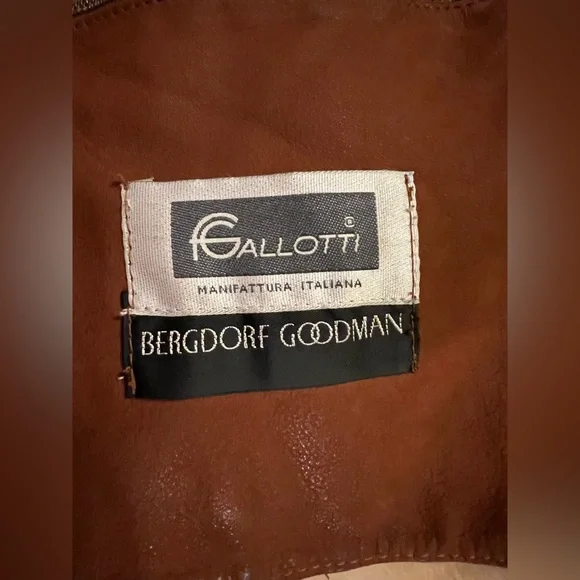 FGALLOTTI ®
MANIFATTURA ITALIANA
BERGDORF GOODMAN